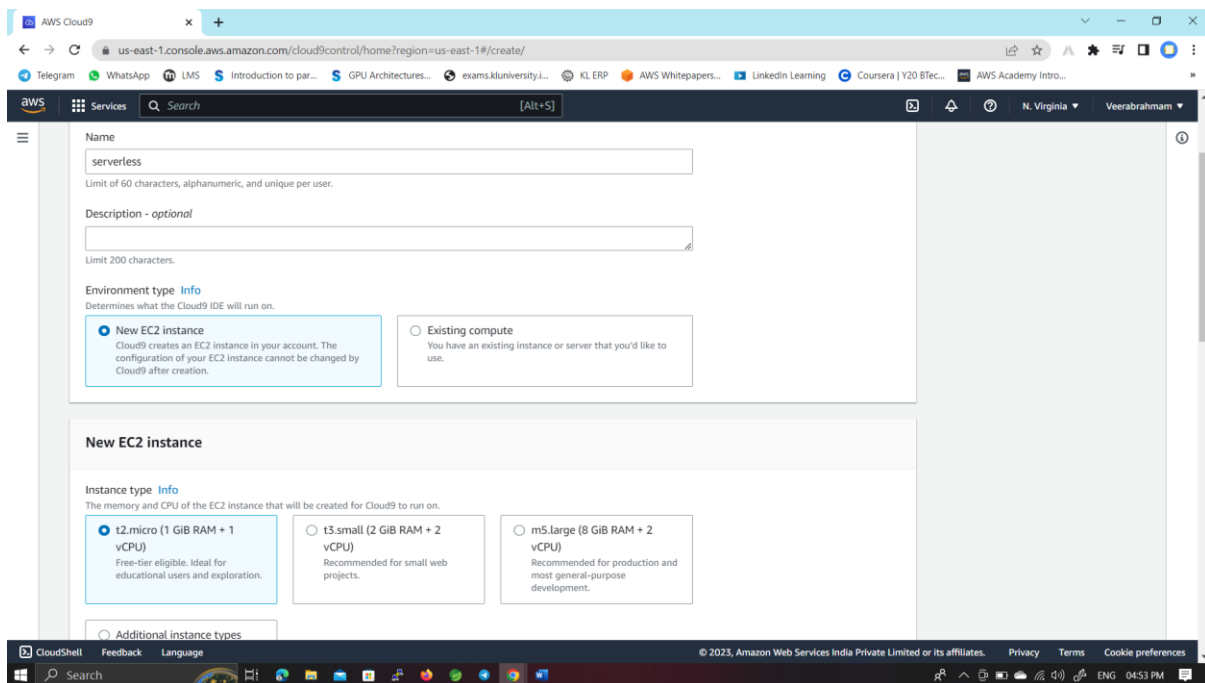 AWS Cloud9
us-east-1.console.aws.amazon.com/cloud9control/home?region=us-east-1#/create/
Telegram WhatsApp LMS Introduction to par... GPU Architectures... exams.kluniversity.i... KL ERP AWS Whitepapers... LinkedIn Learning Coursera | Y20 BTec... AWS Academy Intro... »
aws Services Search [Alt+S] N. Virginia Veerabrahmam
Name
serverless
Limit of 60 characters, alphanumeric, and unique per user.
Description - optional
Limit 200 characters.
Environment type Info
Determines what the Cloud9 IDE will run on.
New EC2 instance
Cloud9 creates an EC2 instance in your account. The
configuration of your EC2 instance cannot be changed by
Cloud9 after creation.
Existing compute
You have an existing instance or server that you'd like to
use.
New EC2 instance
Instance type Info
The memory and CPU of the EC2 instance that will be created for Cloud9 to run on.
t2.micro (1 GiB RAM + 1
vCPU)
Free-tier eligible. Ideal for
educational users and exploration.
t3.small (2 GiB RAM + 2
vCPU)
Recommended for small web
projects.
m5.large (8 GiB RAM + 2
vCPU)
Recommended for production and
most general-purpose
development.
Additional instance types
CloudShell Feedback Language © 2023, Amazon Web Services India Private Limited or its affiliates. Privacy Terms Cookie preferences
Search ENG 04:53 PM